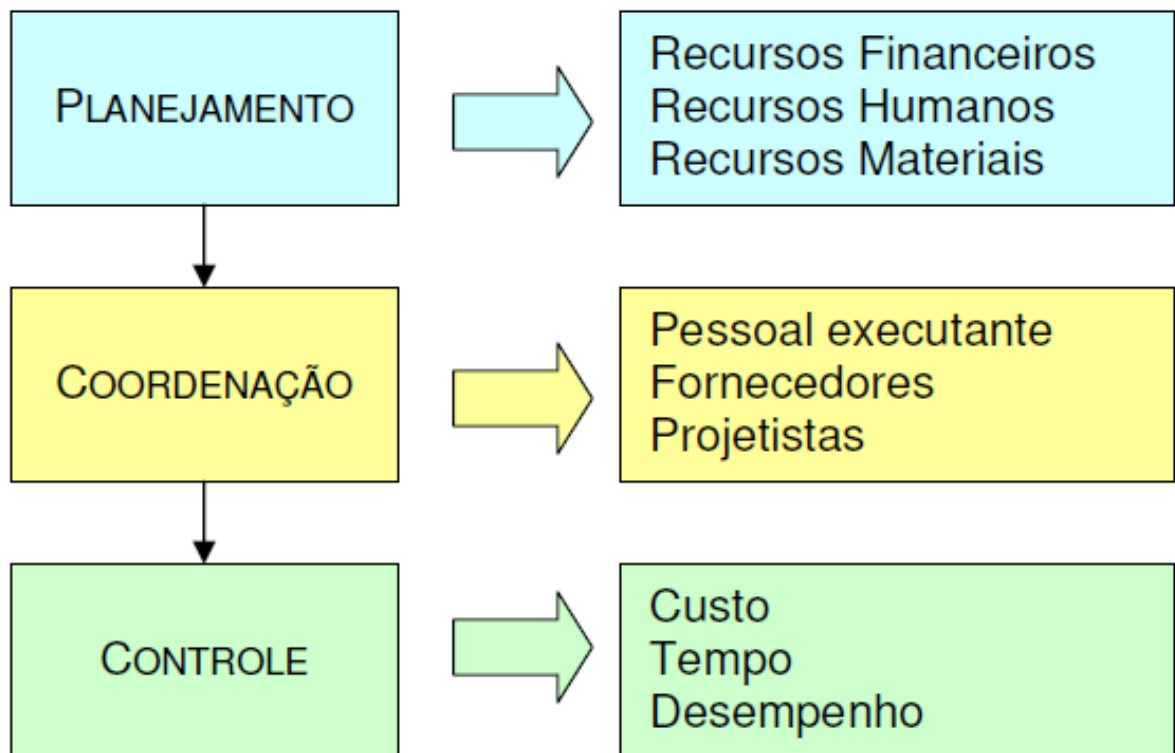 PLANEJAMENTO
Recursos Financeiros
Recursos Humanos
Recursos Materiais
COORDENAÇÃO
Pessoal executante
Fornecedores
Projetistas
CONTROLE
Custo
Tempo
Desempenho